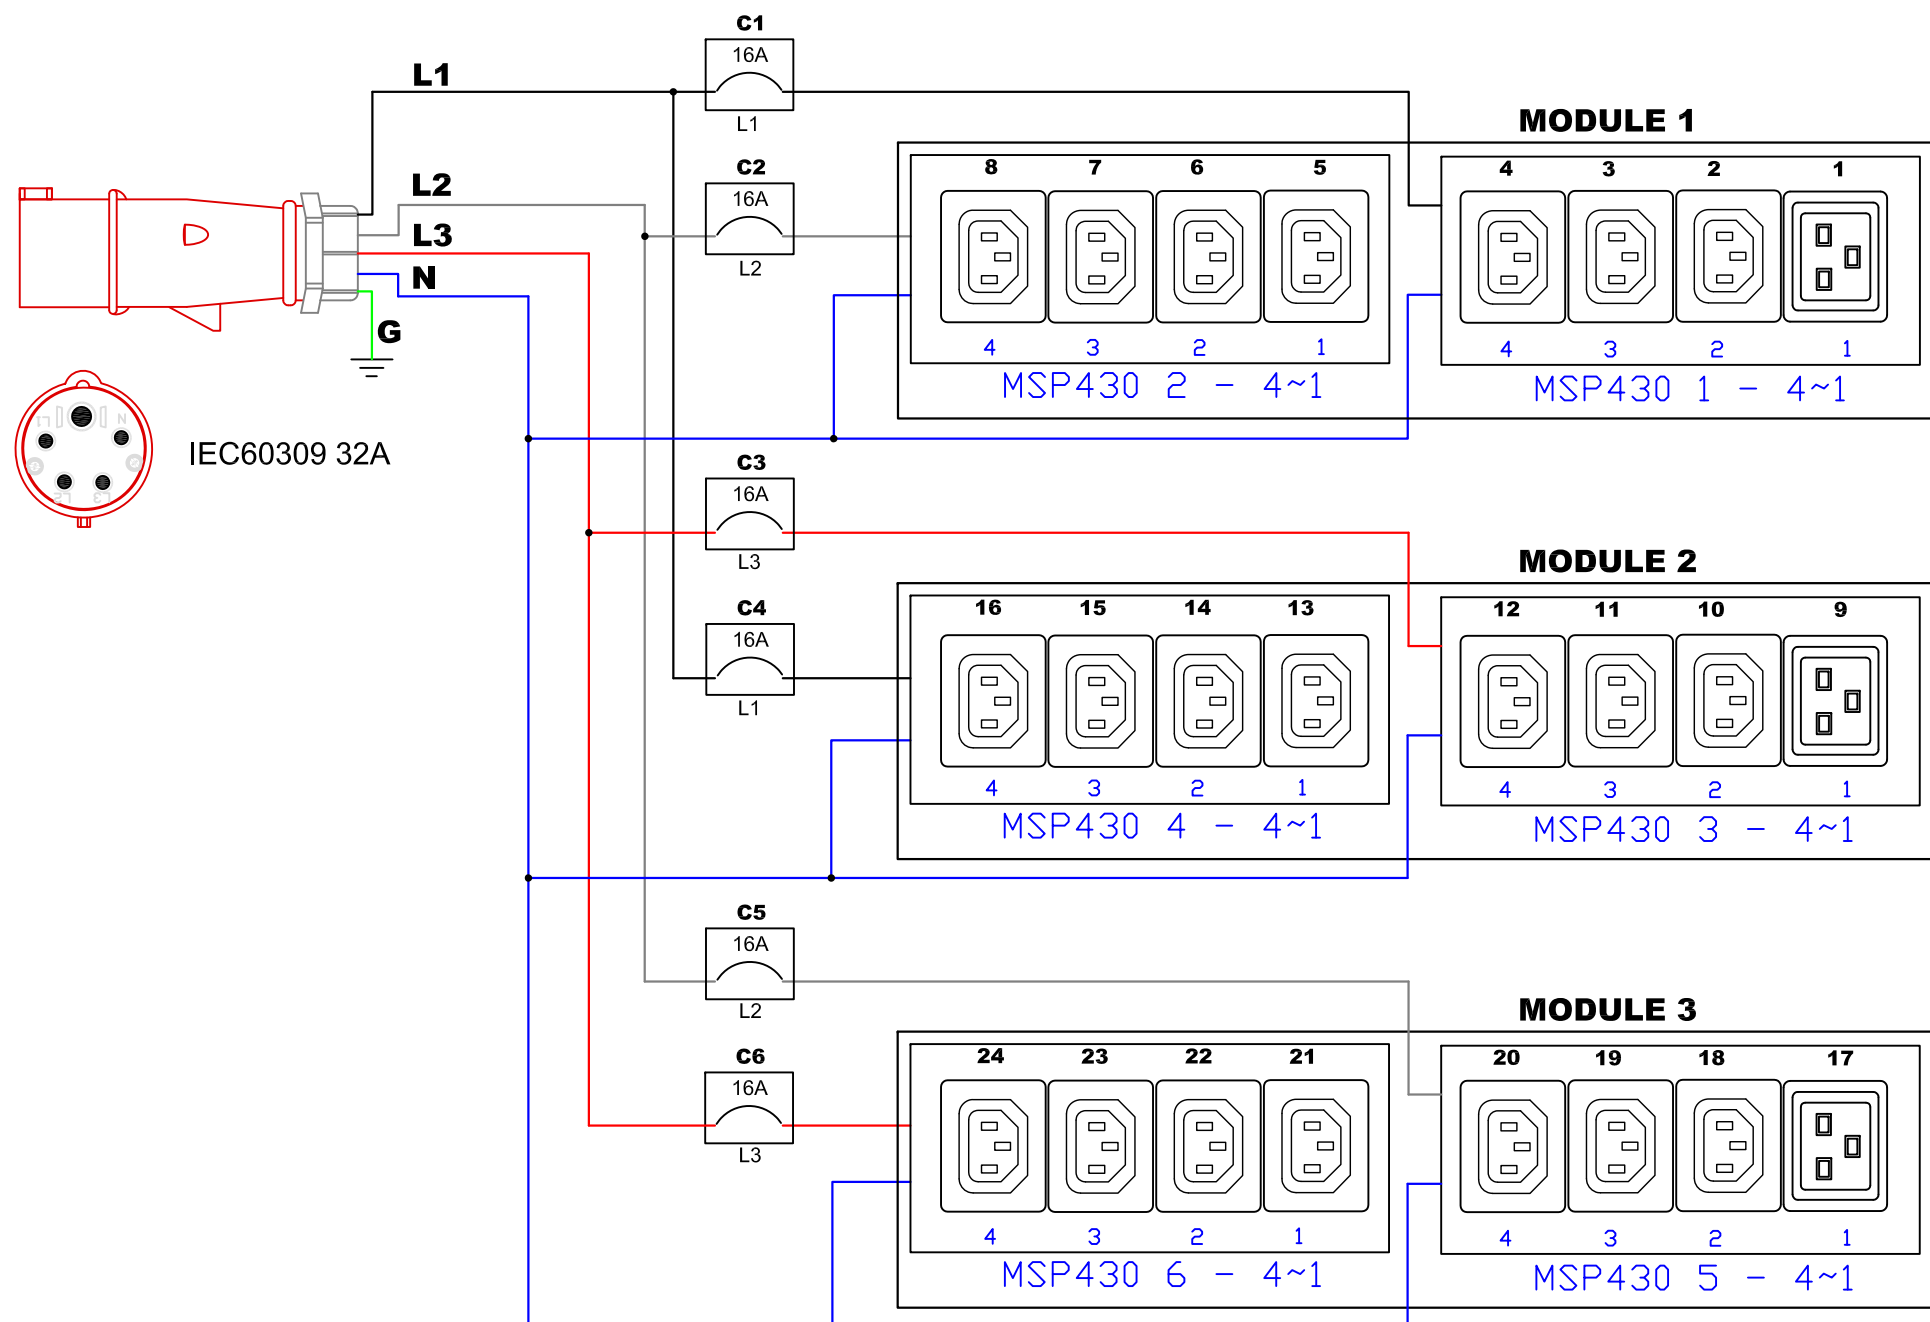 C1
16A
L1
L1
L2
L3
N
G
IEC60309 32A
L1
N
L2
L3
C2
16A
L2
MODULE 1
8 7 6 5 4 3 2 1
4 3 2 1 4 3 2 1
MSP430 2 - 4~1 MSP430 1 - 4~1
C3
16A
L3
MODULE 2
C4
16A
L1
16 15 14 13 12 11 10 9
4 3 2 1 4 3 2 1
MSP430 4 - 4~1 MSP430 3 - 4~1
C5
16A
L2
MODULE 3
C6
16A
L3
24 23 22 21 20 19 18 17
4 3 2 1 4 3 2 1
MSP430 6 - 4~1 MSP430 5 - 4~1